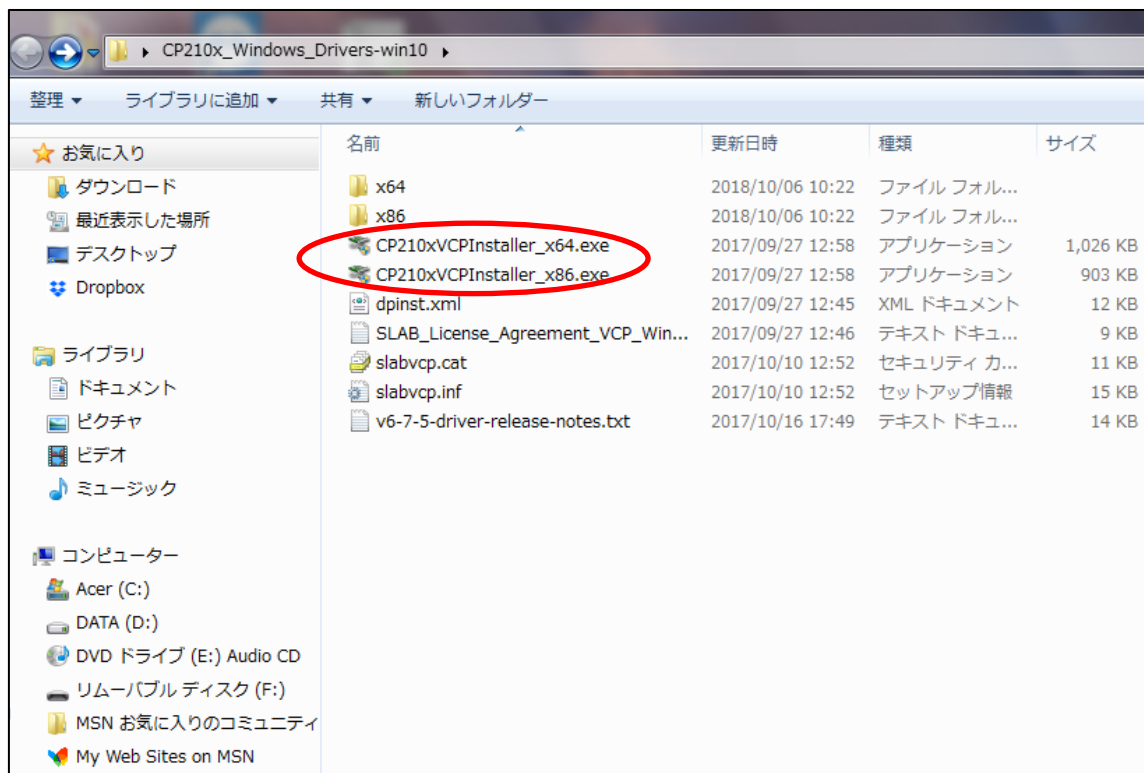 CP210x_Windows_Drivers-win10
整理 ライブラリに追加 共有 新しいフォルダー
名前 更新日時 種類 サイズ
お気に入り
ダウンロード
最近表示した場所
デスクトップ
Dropbox
ライブラリ
ドキュメント
ピクチャ
ビデオ
ミュージック
コンピューター
Acer (C:)
DATA (D:)
DVD ドライブ (E:) Audio CD
リムーバブル ディスク (F:)
MSN お気に入りのコミュニティ
My Web Sites on MSN
x64 2018/10/06 10:22 ファイル フォル...
x86 2018/10/06 10:22 ファイル フォル...
CP210xVCPInstaller_x64.exe 2017/09/27 12:58 アプリケーション 1,026 KB
CP210xVCPInstaller_x86.exe 2017/09/27 12:58 アプリケーション 903 KB
dpinst.xml 2017/09/27 12:45 XML ドキュメント 12 KB
SLAB_License_Agreement_VCP_Win... 2017/09/27 12:46 テキスト ドキュ... 9 KB
slabvcp.cat 2017/10/10 12:52 セキュリティ カ... 11 KB
slabvcp.inf 2017/10/10 12:52 セットアップ情報 15 KB
v6-7-5-driver-release-notes.txt 2017/10/16 17:49 テキスト ドキュ... 14 KB